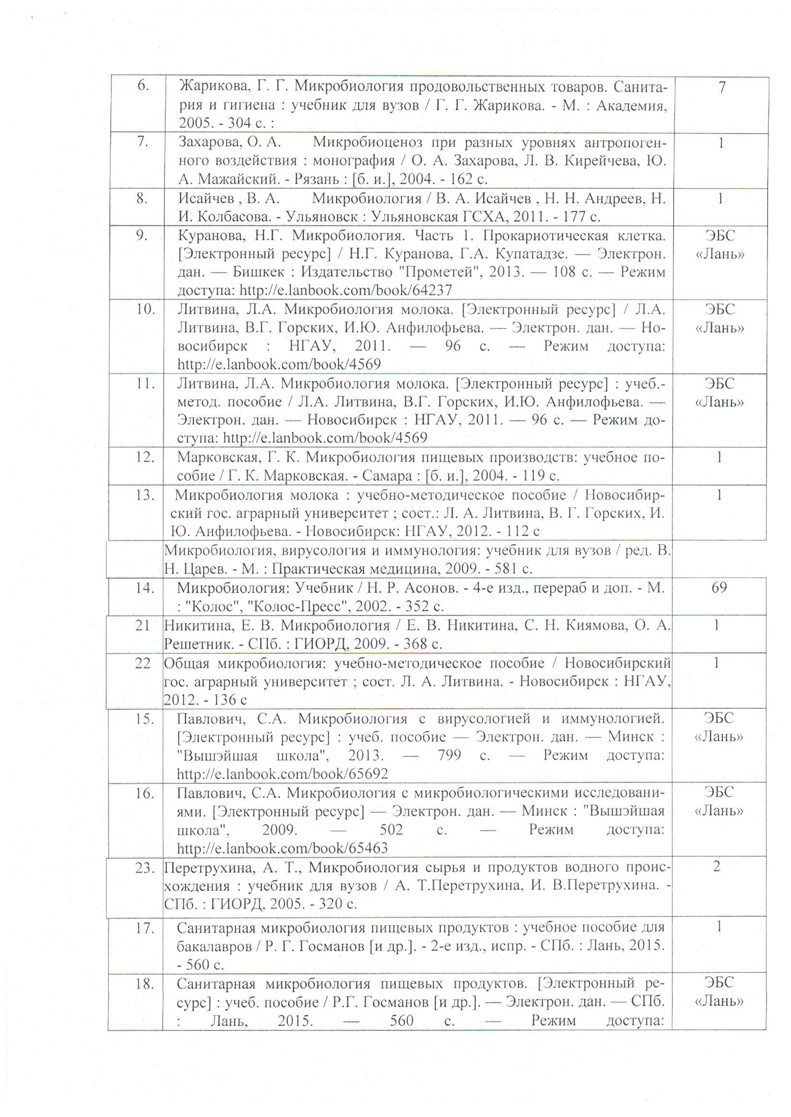 6. Жарикова, Г. Г. Микробиология продовольственных товаров. Санита- 7
рия и гигиена : учебник для вузов / Г. Г. Жарикова. - М. : Академия,
2005. - 304 с. :
7. Захарова, О. А. Микробиоценоз при разных уровнях антропоген- 1
ного воздействия : монография / О. А. Захарова, Л. В. Кирейчева, Ю.
А. Мажайский. - Рязань : [б. и.], 2004. - 162 с.
8. Исайчев , В. А. Микробиология / В. А. Исайчев , Н. Н. Андреев, Н. 1
И. Колбасова. - Ульяновск : Ульяновская ГСХА, 2011. - 177 с.
9. Куранова, Н.Г. Микробиология. Часть 1. Прокариотическая клетка. ЭБС
[Электронный ресурс] / Н.Г. Куранова, Г.А. Купатадзе. — Электрон. «Лань»
дан. — Бишкек : Издательство "Прометей", 2013. — 108 с. — Режим
доступа: http://e.lanbook.com/book/64237
10. Литвина, Л.А. Микробиология молока. [Электронный ресурс] / Л.А. ЭБС
Литвина, В.Г. Горских, И.Ю. Анфилофьева. — Электрон. дан. — Но- «Лань»
восибирск : НГАУ, 2011. — 96 с. — Режим доступа:
http://e.lanbook.com/book/4569
11. Литвина, Л.А. Микробиология молока. [Электронный ресурс] : учеб.- ЭБС
метод. пособие / Л.А. Литвина, В.Г. Горских, И.Ю. Анфилофьева. — «Лань»
Электрон. дан. — Новосибирск : НГАУ, 2011. — 96 с. — Режим до-
ступа: http://e.lanbook.com/book/4569
12. Марковская, Г. К. Микробиология пищевых производств: учебное по- 1
собие / Г. К. Марковская. - Самара : [б. и.], 2004. - 119 с.
13. Микробиология молока : учебно-методическое пособие / Новосибир- 1
ский гос. аграрный университет ; сост.: Л. А. Литвина, В. Г. Горских, И.
Ю. Анфилофьева. - Новосибирск: НГАУ, 2012. - 112 с
Микробиология, вирусология и иммунология: учебник для вузов / ред. В.
Н. Царев. - М. : Практическая медицина, 2009. - 581 с.
14. Микробиология: Учебник / Н. Р. Асонов. - 4-е изд., перераб и доп. - М. 69
: "Колос", "Колос-Пресс", 2002. - 352 с.
21 Никитина, Е. В. Микробиология / Е. В. Никитина, С. Н. Киямова, О. А. 1
Решетник. - СПб. : ГИОРД, 2009. - 368 с.
22 Общая микробиология: учебно-методическое пособие / Новосибирский 1
гос. аграрный университет ; сост. Л. А. Литвина. - Новосибирск : НГАУ,
2012. - 136 с
15. Павлович, С.А. Микробиология с вирусологией и иммунологией. ЭБС
[Электронный ресурс] : учеб. пособие — Электрон. дан. — Минск : «Лань»
"Вышэйшая школа", 2013. — 799 с. — Режим доступа:
http://e.lanbook.com/book/65692
16. Павлович, С.А. Микробиология с микробиологическими исследовани- ЭБС
ями. [Электронный ресурс] — Электрон. дан. — Минск : "Вышэйшая «Лань»
школа", 2009. — 502 с. — Режим доступа:
http://e.lanbook.com/book/65463
23. Перетрухина, А. Т., Микробиология сырья и продуктов водного проис- 2
хождения : учебник для вузов / А. Т.Перетрухина, И. В.Перетрухина. -
СПб. : ГИОРД, 2005. - 320 с.
17. Санитарная микробиология пищевых продуктов : учебное пособие для 1
бакалавров / Р. Г. Госманов [и др.]. - 2-е изд., испр. - СПб. : Лань, 2015.
- 560 с.
18. Санитарная микробиология пищевых продуктов. [Электронный ре- ЭБС
сурс] : учеб. пособие / Р.Г. Госманов [и др.]. — Электрон. дан. — СПб. «Лань»
: Лань, 2015. — 560 с. — Режим доступа: